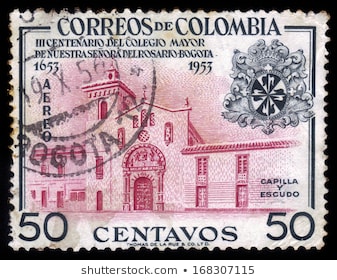 CORREOS DE COLOMBIA
III CENTENARIO DEL COLEGIO MAYOR
DE NUESTRA SEÑORA DEL ROSARIO-BOGOTA
1653 1953
AEREO
BOGOTA
CAPILLA Y
ESCUDO
50 CENTAVOS 50
THOMAS DE LA RUE & CO. LTD.
www.shutterstock.com · 168307115